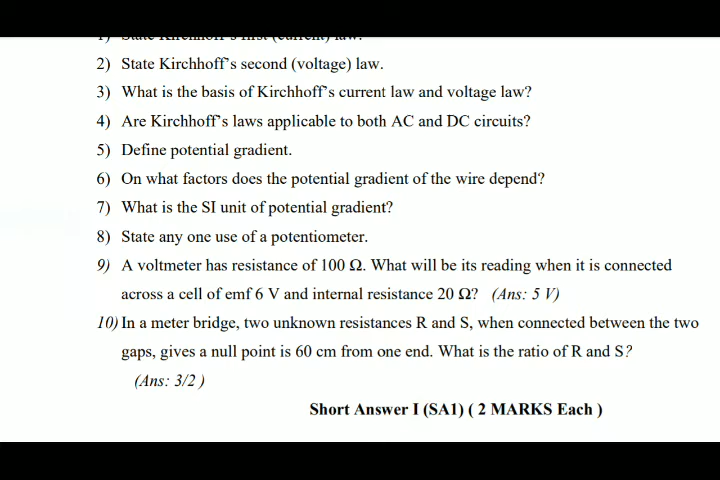 2) State Kirchhoff's second (voltage) law.
3) What is the basis of Kirchhoff's current law and voltage law?
4) Are Kirchhoff's laws applicable to both AC and DC circuits?
5) Define potential gradient.
6) On what factors does the potential gradient of the wire depend?
7) What is the SI unit of potential gradient?
8) State any one use of a potentiometer.
9) A voltmeter has resistance of 100 Ω. What will be its reading when it is connected
across a cell of emf 6 V and internal resistance 20 Ω? (Ans: 5 V)
10) In a meter bridge, two unknown resistances R and S, when connected between the two
gaps, gives a null point is 60 cm from one end. What is the ratio of R and S?
(Ans: 3/2 )
Short Answer I (SA1) ( 2 MARKS Each )